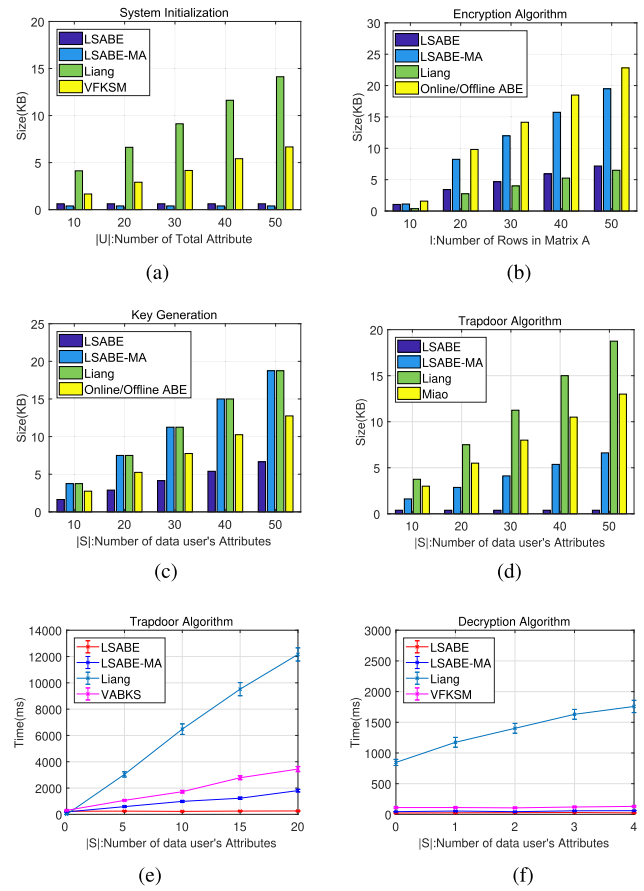 System Initialization
20
15
10
5
0
Size(KB)
LSABE
LSABE-MA
Liang
VFKSM
10 20 30 40 50
|U|:Number of Total Attribute
(a)
Encryption Algorithm
30
25
20
15
10
5
0
Size(KB)
LSABE
LSABE-MA
Liang
Online/Offline ABE
10 20 30 40 50
I:Number of Rows in Matrix A
(b)
Key Generation
25
20
15
10
5
0
Size(KB)
LSABE
LSABE-MA
Liang
Online/Offline ABE
10 20 30 40 50
|S|:Number of data user's Attributes
(c)
Trapdoor Algorithm
20
15
10
5
0
Size(KB)
LSABE
LSABE-MA
Liang
Miao
10 20 30 40 50
|S|:Number of data user's Attributes
(d)
Trapdoor Algorithm
14000
12000
10000
8000
6000
4000
2000
0
Time(ms)
LSABE
LSABE-MA
Liang
VABKS
0 5 10 15 20
|S|:Number of data user's Attributes
(e)
Decryption Algorithm
3000
2500
2000
1500
1000
500
0
Time(ms)
LSABE
LSABE-MA
Liang
VFKSM
0 1 2 3 4
|S|:Number of data user's Attributes
(f)